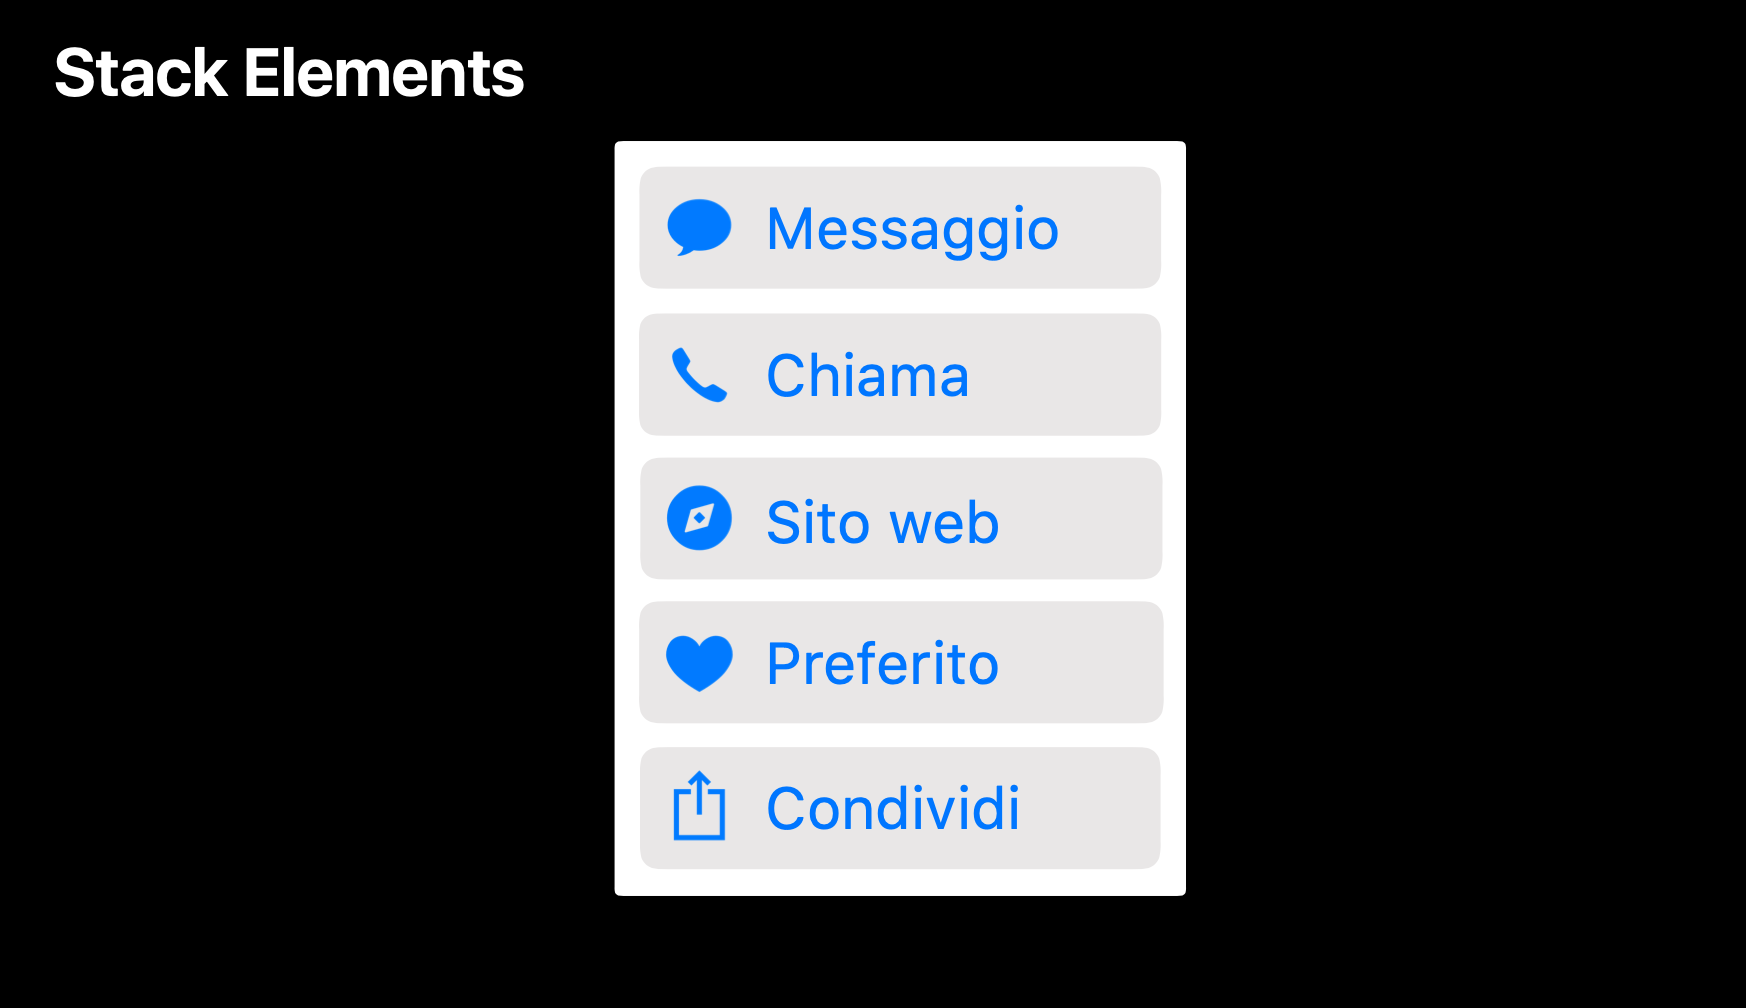 Stack Elements
Messaggio
Chiama
Sito web
Preferito
Condividi